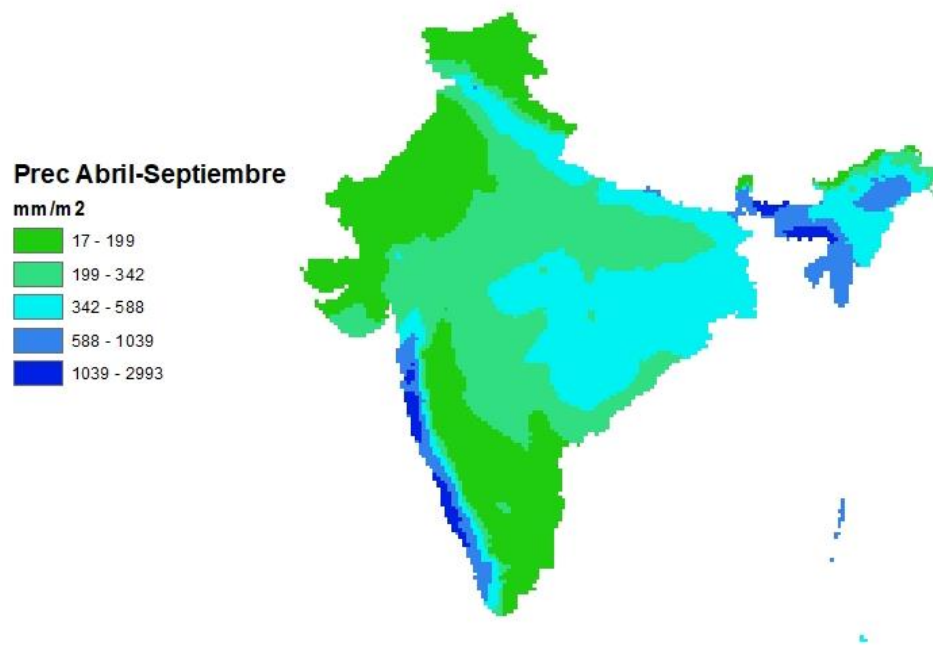 Prec Abril-Septiembre
mm/m2
17 - 199
199 - 342
342 - 588
588 - 1039
1039 - 2993